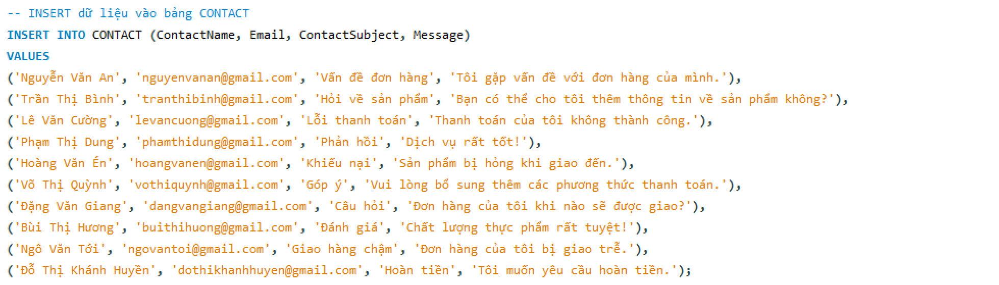 -- INSERT dữ liệu vào bảng CONTACT
INSERT INTO CONTACT (ContactName, Email, ContactSubject, Message)
VALUES
('Nguyễn Văn An', 'nguyenvanan@gmail.com', 'Vấn đề đơn hàng', 'Tôi gặp vấn đề với đơn hàng của mình.'),
('Trần Thị Bình', 'tranthibinh@gmail.com', 'Hỏi về sản phẩm', 'Bạn có thể cho tôi thêm thông tin về sản phẩm không?'),
('Lê Văn Cường', 'levancuong@gmail.com', 'Lỗi thanh toán', 'Thanh toán của tôi không thành công.'),
('Phạm Thị Dung', 'phamthidung@gmail.com', 'Phản hồi', 'Dịch vụ rất tốt!'),
('Hoàng Văn Én', 'hoangvanen@gmail.com', 'Khiếu nại', 'Sản phẩm bị hỏng khi giao đến.'),
('Võ Thị Quỳnh', 'vothiquynh@gmail.com', 'Góp ý', 'Vui lòng bổ sung thêm các phương thức thanh toán.'),
('Đặng Văn Giang', 'dangvangiang@gmail.com', 'Câu hỏi', 'Đơn hàng của tôi khi nào sẽ được giao?'),
('Bùi Thị Hương', 'buithihuong@gmail.com', 'Đánh giá', 'Chất lượng thực phẩm rất tuyệt!'),
('Ngô Văn Tới', 'ngovantoi@gmail.com', 'Giao hàng chậm', 'Đơn hàng của tôi bị giao trễ.'),
('Đỗ Thị Khánh Huyền', 'dothikhanhhuyen@gmail.com', 'Hoàn tiền', 'Tôi muốn yêu cầu hoàn tiền.');